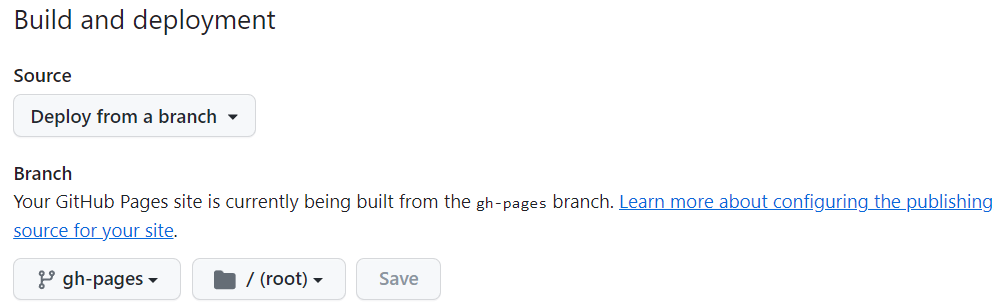 Build and deployment
Source
Deploy from a branch
Branch
Your GitHub Pages site is currently being built from the gh-pages branch. Learn more about configuring the publishing
source for your site.
gh-pages / (root) Save